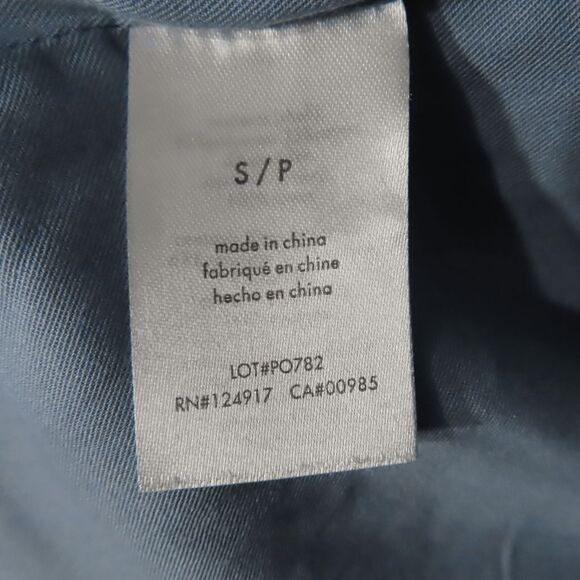 S / P
made in china
fabriqué en chine
hecho en china
LOT#PO782
RN#124917 CA#00985